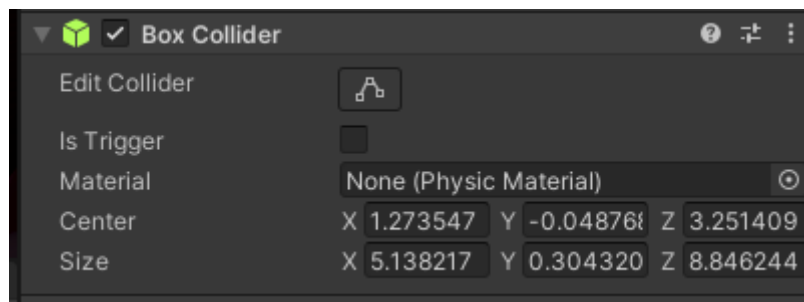 Box Collider
Edit Collider
Is Trigger
Material None (Physic Material)
Center X 1.273547 Y -0.048768 Z 3.251409
Size X 5.138217 Y 0.304320 Z 8.846244